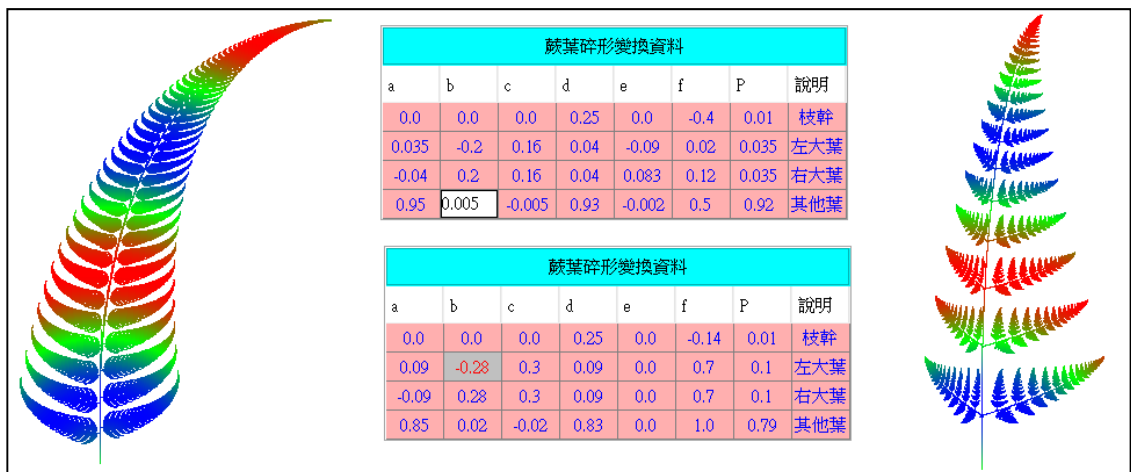 蕨葉碎形變換資料
a b c d e f P 說明
0.0 0.0 0.0 0.25 0.0 -0.4 0.01 枝幹
0.035 -0.2 0.16 0.04 -0.09 0.02 0.035 左大葉
-0.04 0.2 0.16 0.04 0.083 0.12 0.035 右大葉
0.95 0.005 -0.005 0.93 -0.002 0.5 0.92 其他葉
蕨葉碎形變換資料
a b c d e f P 說明
0.0 0.0 0.0 0.25 0.0 -0.14 0.01 枝幹
0.09 -0.28 0.3 0.09 0.0 0.7 0.1 左大葉
-0.09 0.28 0.3 0.09 0.0 0.7 0.1 右大葉
0.85 0.02 -0.02 0.83 0.0 1.0 0.79 其他葉